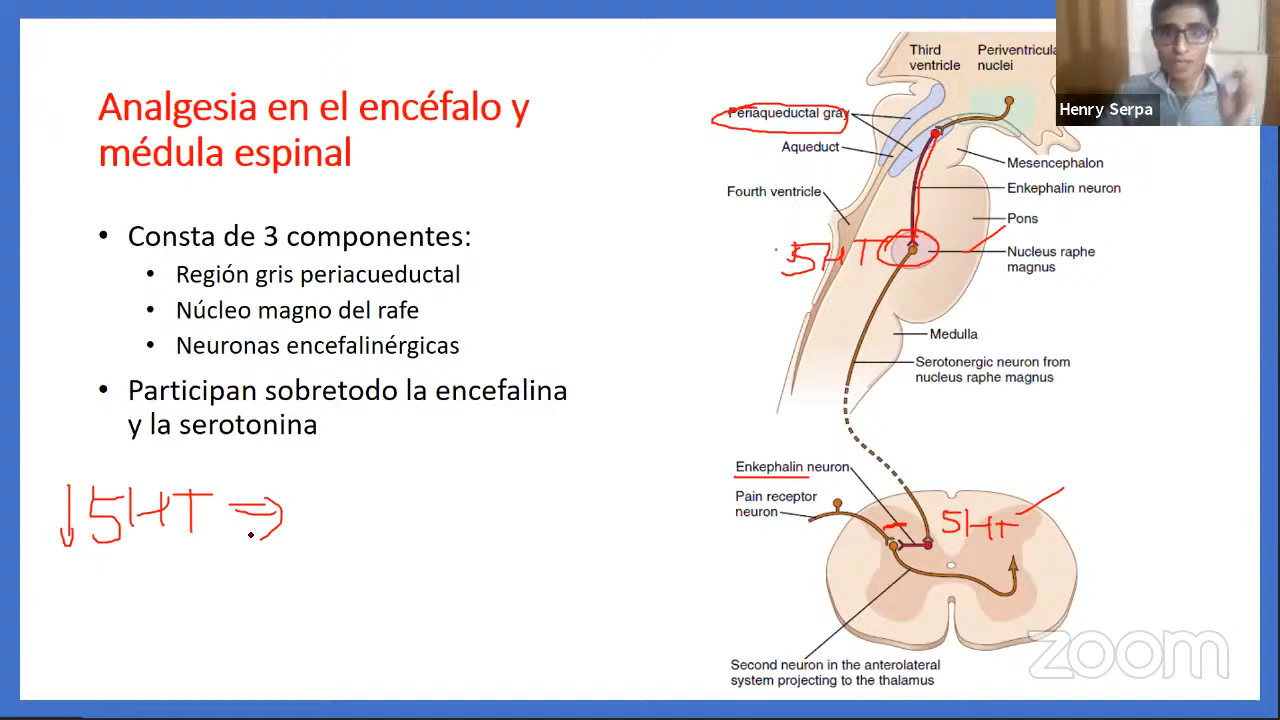 Analgesia en el encéfalo y
médula espinal
• Consta de 3 componentes:
• Región gris periacueductal
• Núcleo magno del rafe
• Neuronas encefalinérgicas
• Participan sobretodo la encefalina
y la serotonina
↓ 5HT ⇒
Third
ventricle
Periventricula
nuclei
Henry Serpa
Periaqueductal gray
Aqueduct
Mesencephalon
Enkephalin neuron
Fourth ventricle
Pons
5HT
Nucleus raphe
magnus
Medulla
Serotonergic neuron from
nucleus raphe magnus
Enkephalin neuron
Pain receptor
neuron
5HT
Second neuron in the anterolateral
system projecting to the thalamus
zoom